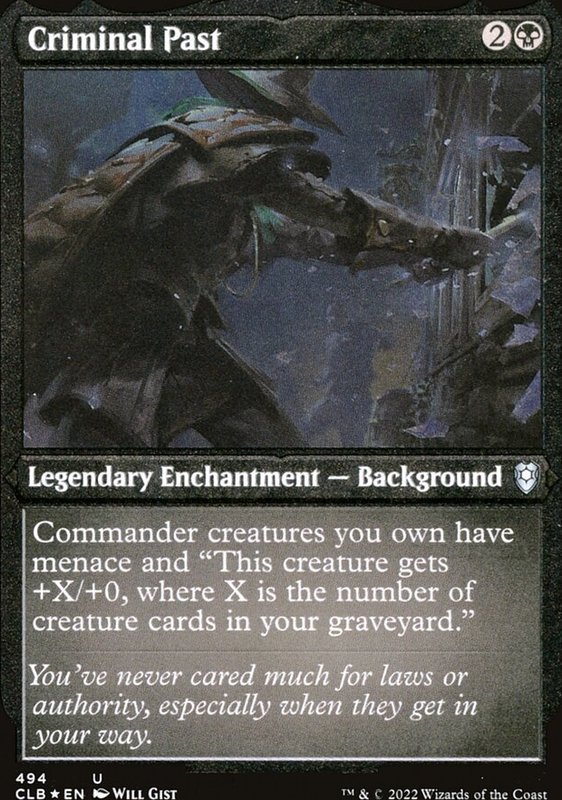 Criminal Past 2
Legendary Enchantment — Background
Commander creatures you own have
menace and “This creature gets
+X/+0, where X is the number of
creature cards in your graveyard.”
You’ve never cared much for laws or
authority, especially when they get in
your way.
494 U
CLB ★ EN Will Gist ™ & © 2022 Wizards of the Coast